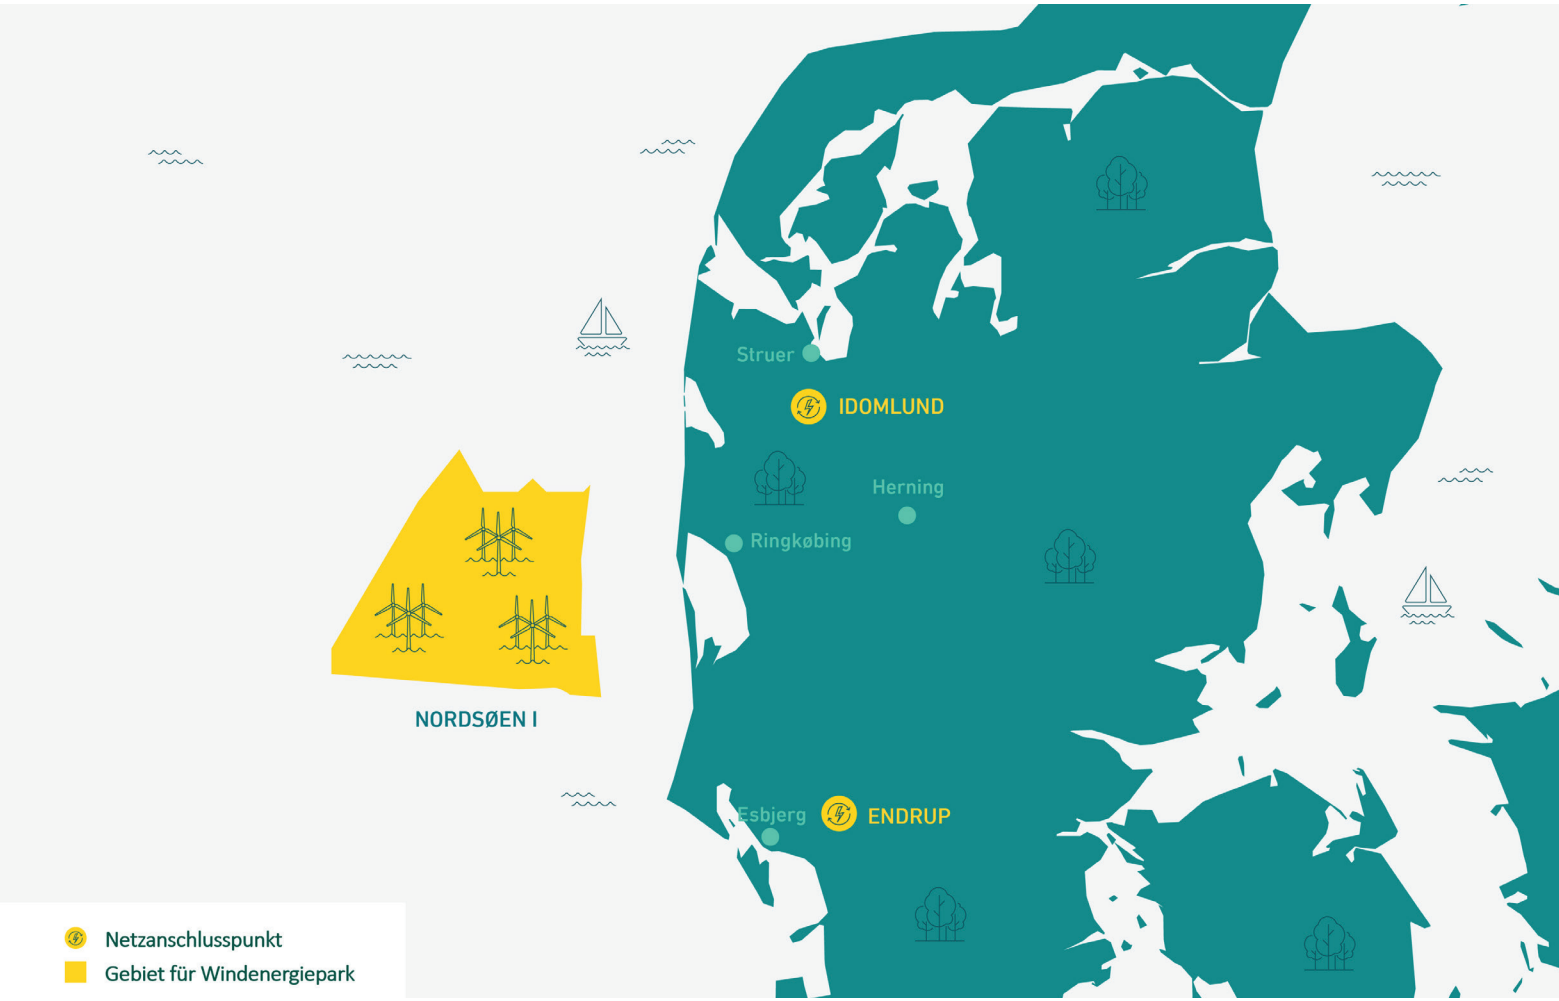 Struer
IDOMLUND
Herning
Ringkøbing
NORDSØEN I
Esbjerg
ENDRUP
Netzanschlusspunkt
Gebiet für Windenergiepark